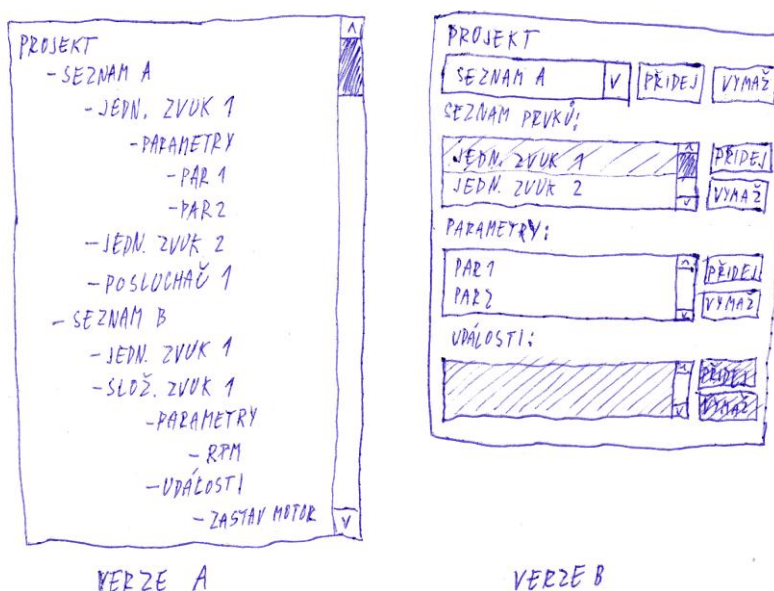 PROJEKT
- SEZNAM A
- JEDN. ZVUK 1
- PARAMETRY
- PAR 1
- PAR 2
- JEDN. ZVUK 2
- POSLUCHAČ 1
- SEZNAM B
- JEDN. ZVUK 1
- SLOŽ. ZVUK 1
- PARAMETRY
- RPM
- UDÁLOSTI
- ZASTAV MOTOR
VERZE A
PROJEKT
SEZNAM A V PŘIDEJ VYMAŽ
SEZNAM PRVKŮ:
JEDN. ZVUK 1 PŘIDEJ
JEDN. ZVUK 2 VYMAŽ
PARAMETRY:
PAR 1 PŘIDEJ
PAR 2 VYMAŽ
UDÁLOSTI:
PŘIDEJ
VYMAŽ
VERZE B